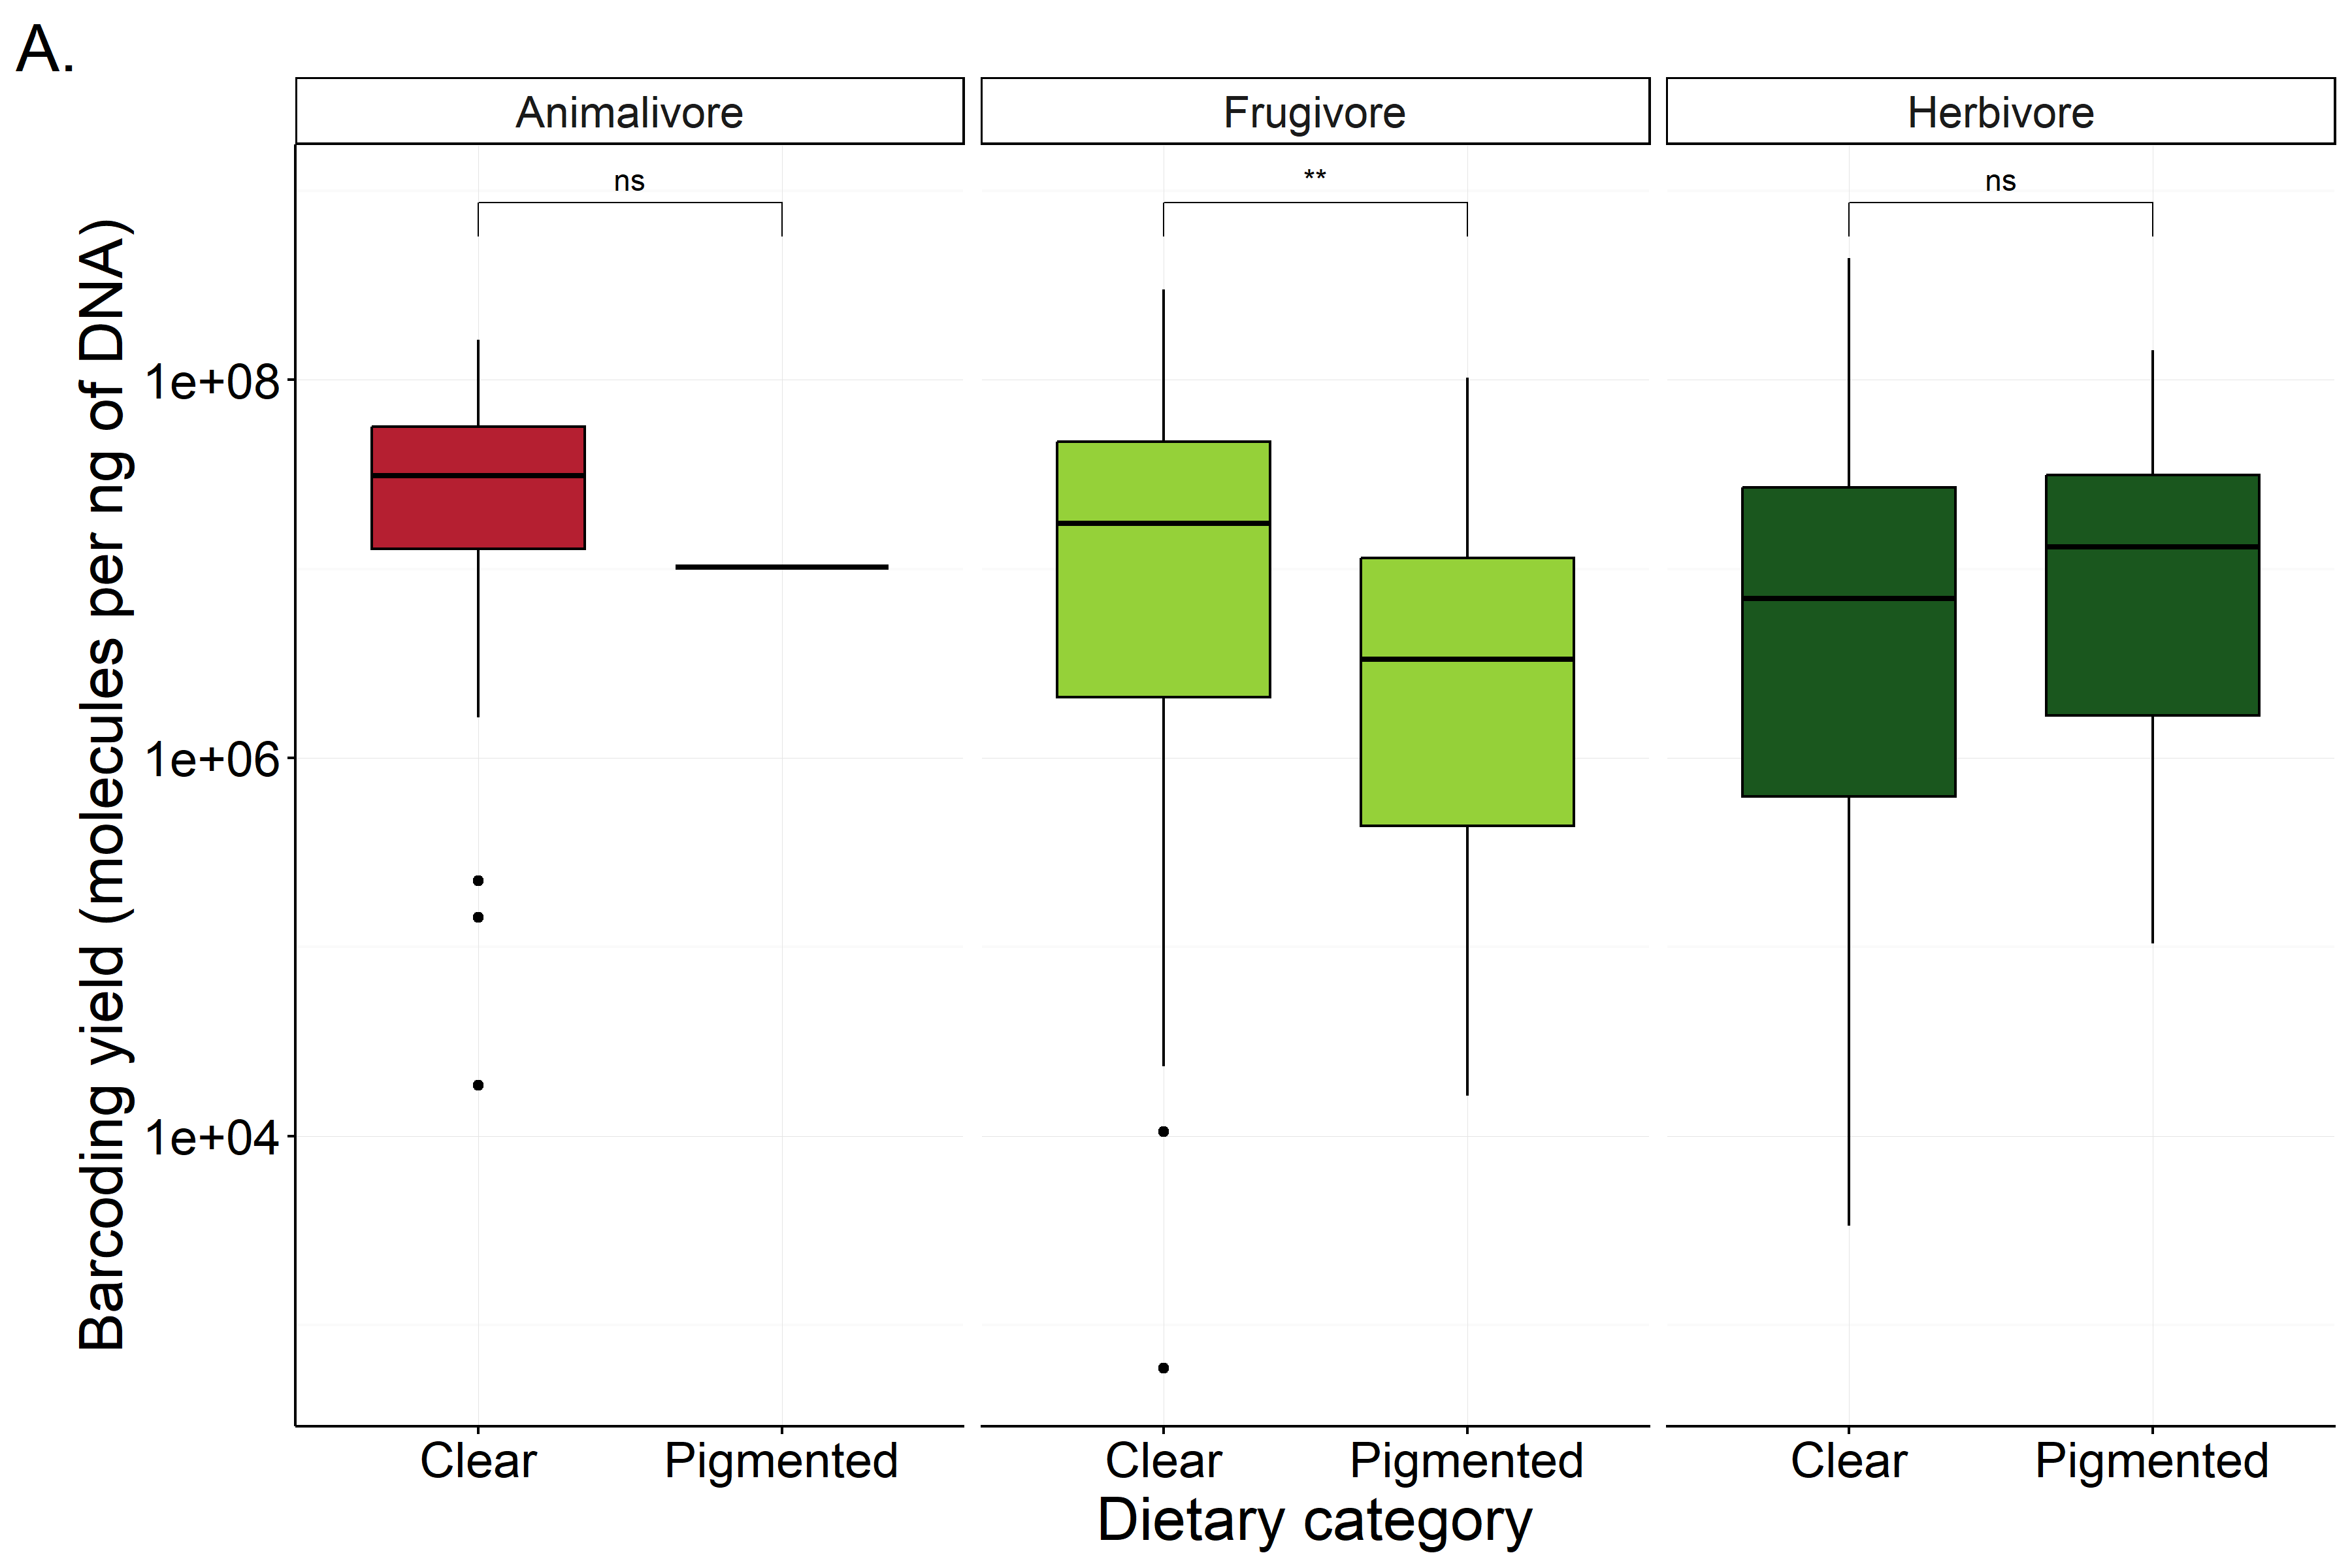 A.
Animalivore
Frugivore
Herbivore
ns
**
ns
Barcoding yield (molecules per ng of DNA)
1e+08
1e+06
1e+04
Clear
Pigmented
Clear
Pigmented
Clear
Pigmented
Dietary category